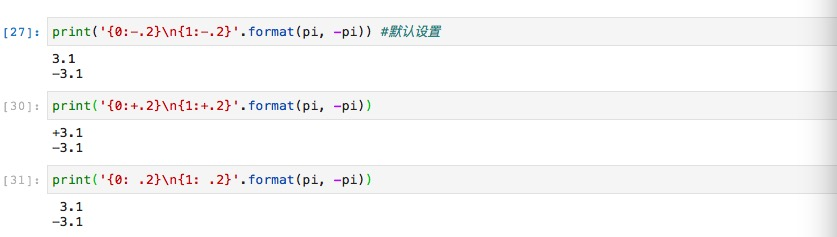 [27]: print('{0:-.2}\n{1:-.2}'.format(pi, -pi)) #默认设置
3.1
-3.1
[30]: print('{0:+.2}\n{1:+.2}'.format(pi, -pi))
+3.1
-3.1
[31]: print('{0: .2}\n{1: .2}'.format(pi, -pi))
 3.1
-3.1